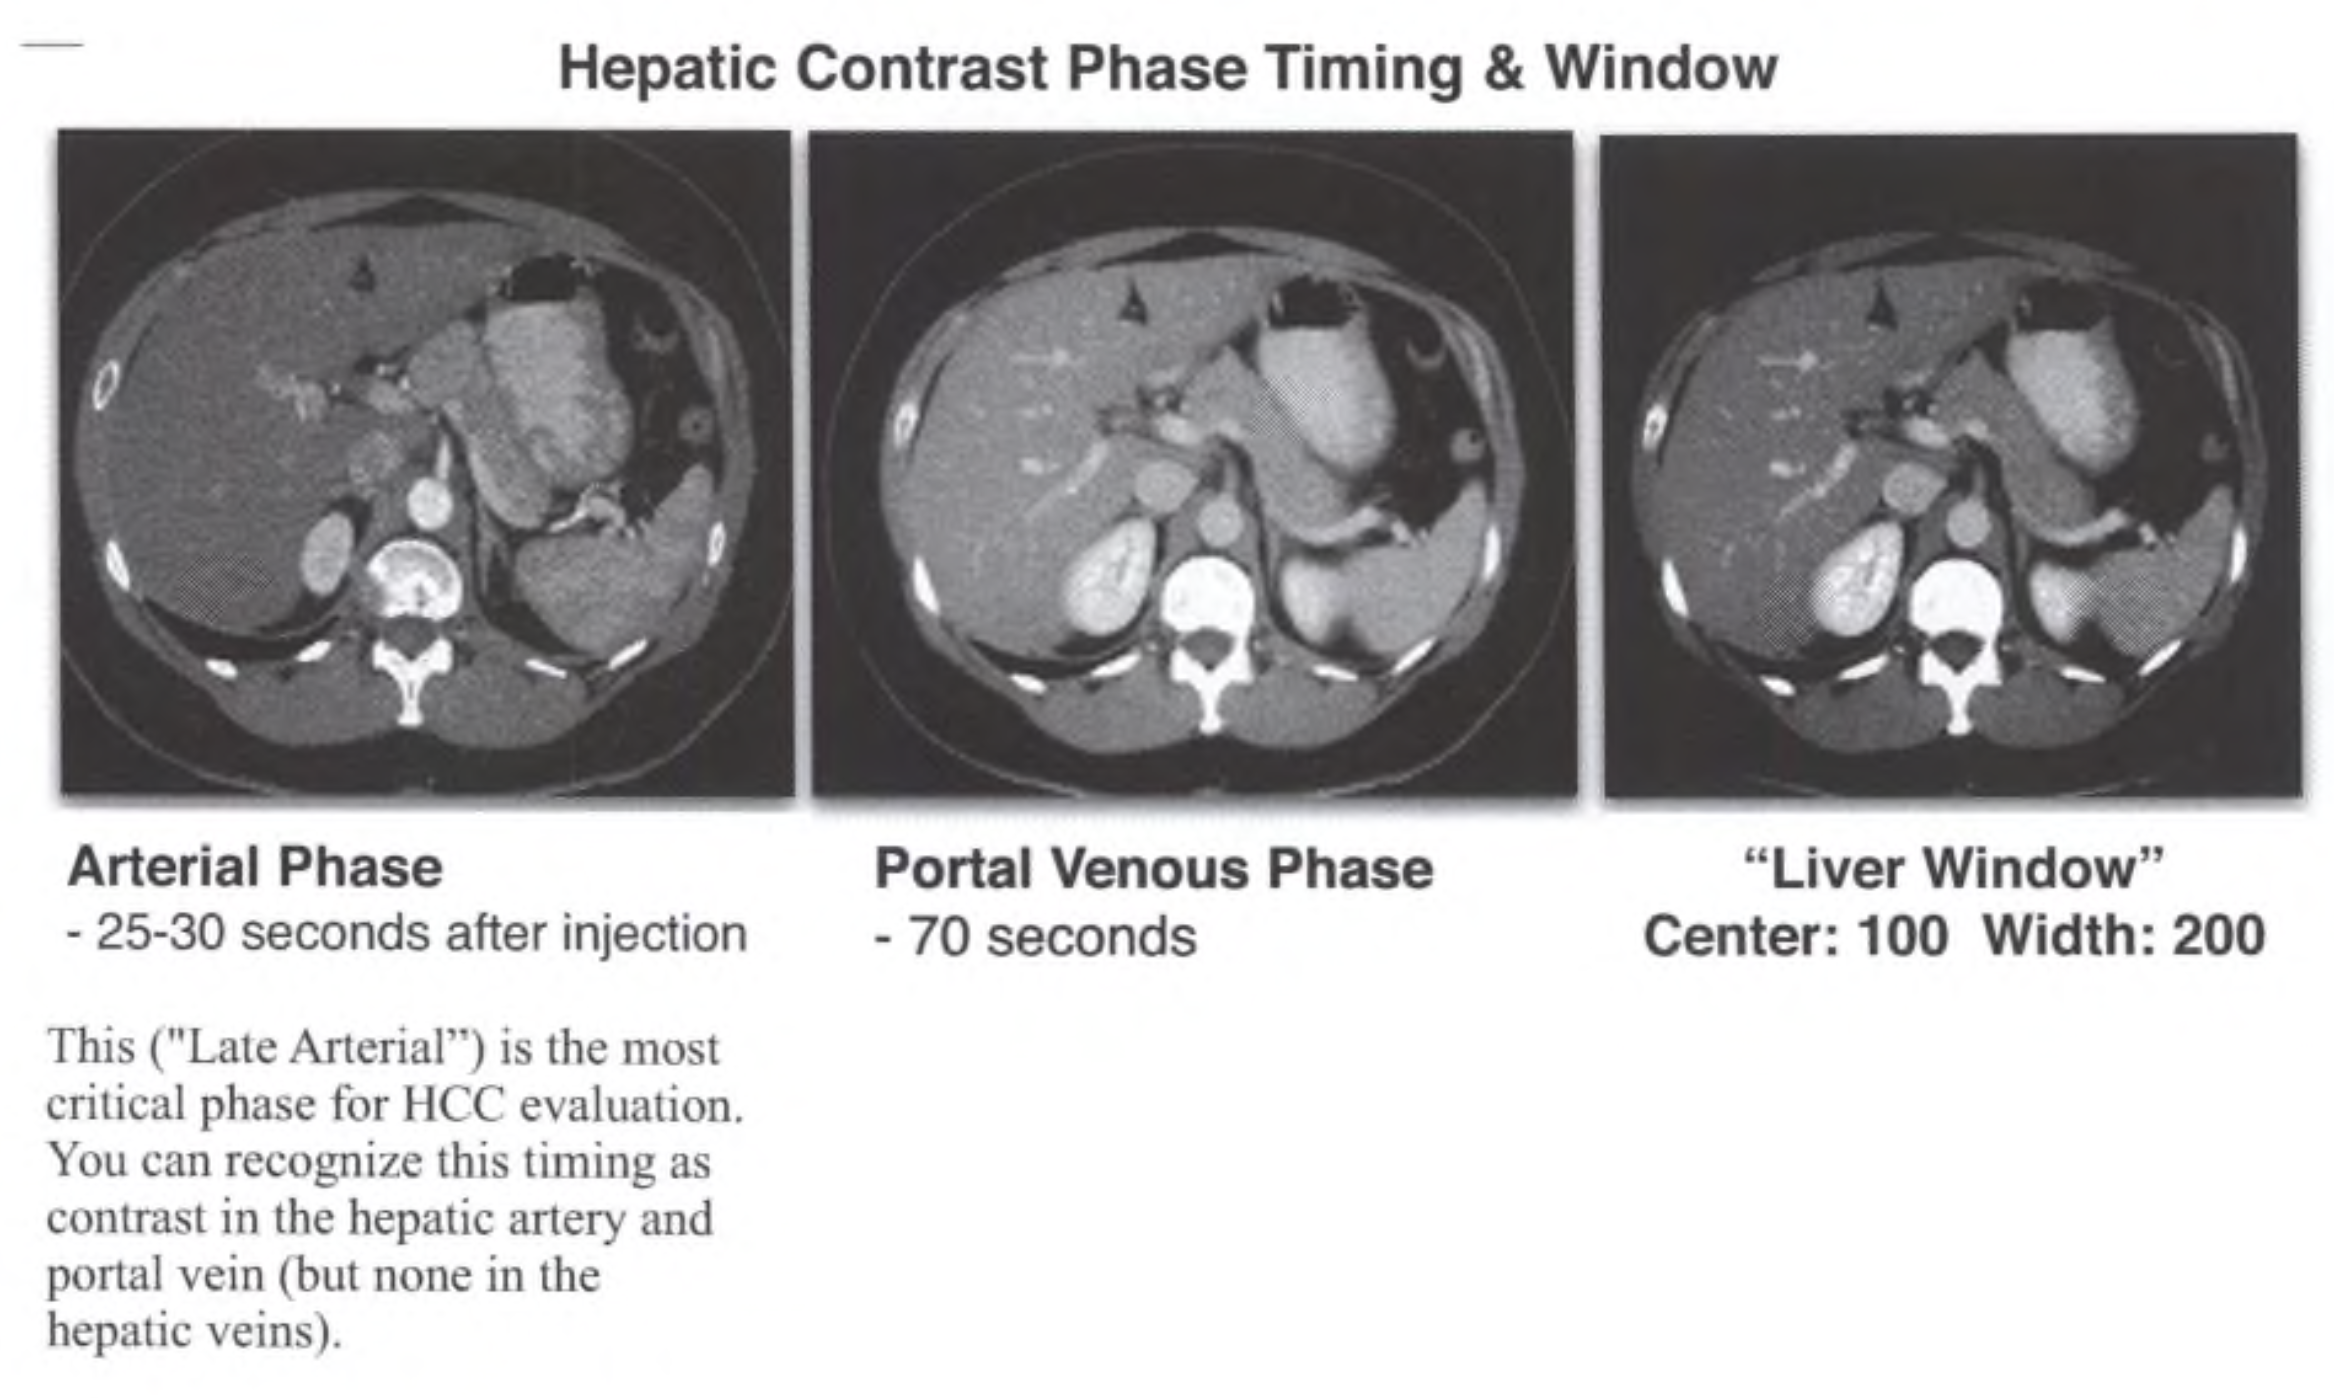 Hepatic Contrast Phase Timing & Window
Arterial Phase
- 25-30 seconds after injection
This ("Late Arterial”) is the most
critical phase for HCC evaluation.
You can recognize this timing as
contrast in the hepatic artery and
portal vein (but none in the
hepatic veins).
Portal Venous Phase
- 70 seconds
“Liver Window”
Center: 100 Width: 200